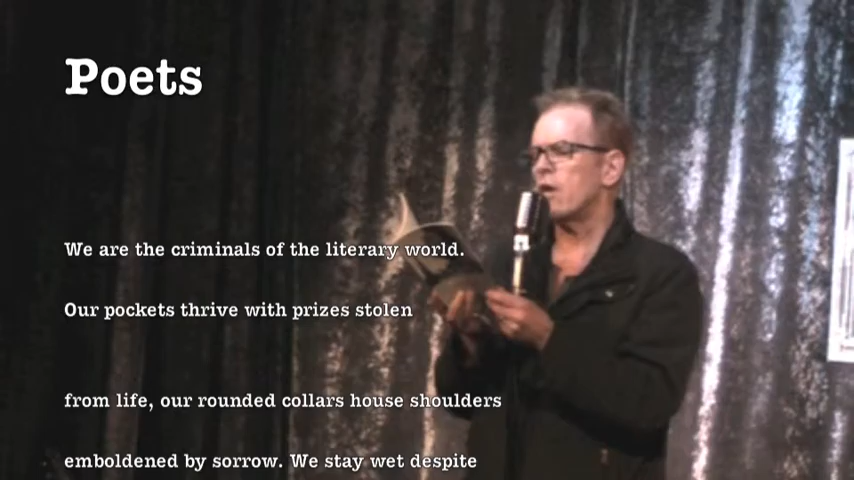 Poets
We are the criminals of the literary world.
Our pockets thrive with prizes stolen
from life, our rounded collars house shoulders
emboldened by sorrow. We stay wet despite